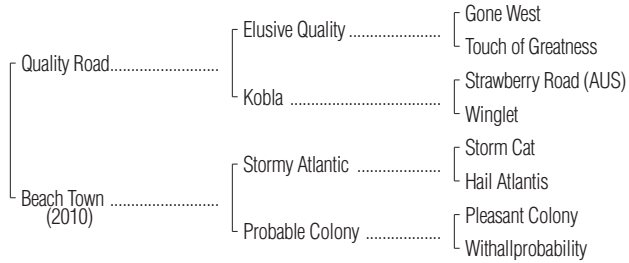 Gone West
Elusive Quality ....................
Touch of Greatness
Quality Road........................
Strawberry Road (AUS)
Kobla .................................
Winglet
Storm Cat
Stormy Atlantic ..................
Hail Atlantis
Beach Town ........................
(2010)
Pleasant Colony
Probable Colony ................
Withallprobability